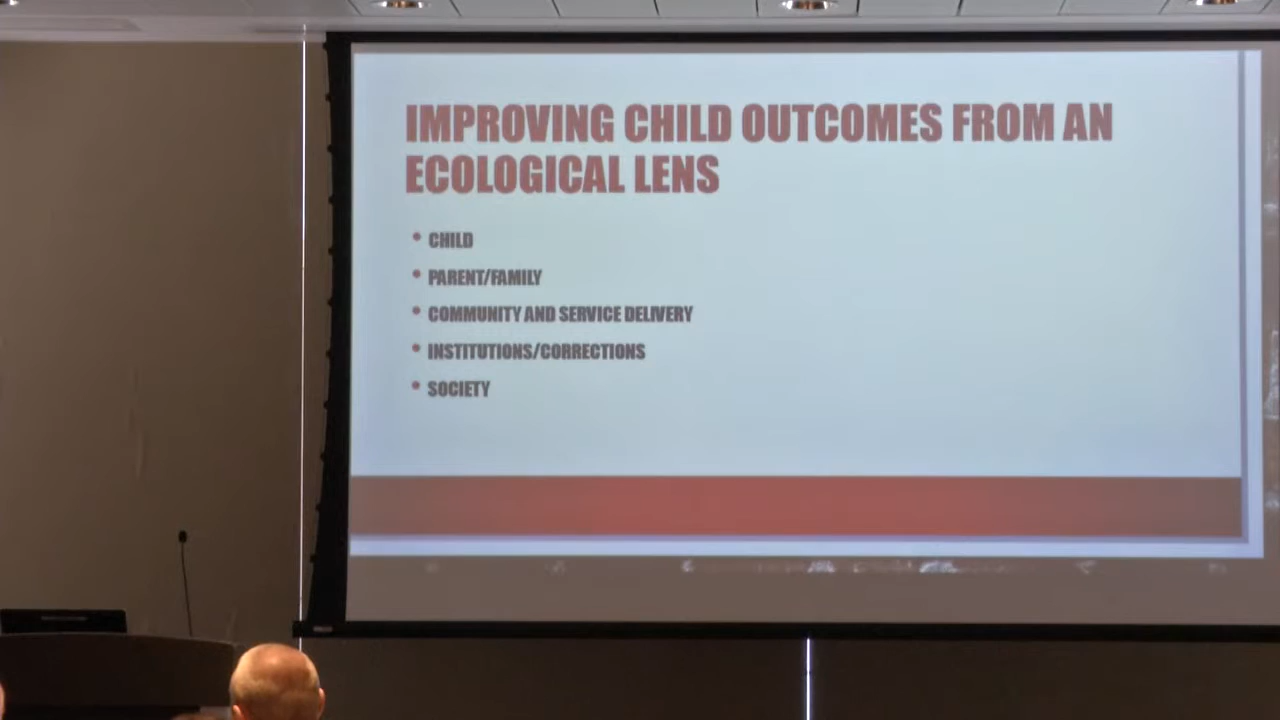 IMPROVING CHILD OUTCOMES FROM AN
ECOLOGICAL LENS
• CHILD
• PARENT/FAMILY
• COMMUNITY AND SERVICE DELIVERY
• INSTITUTIONS/CORRECTIONS
• SOCIETY